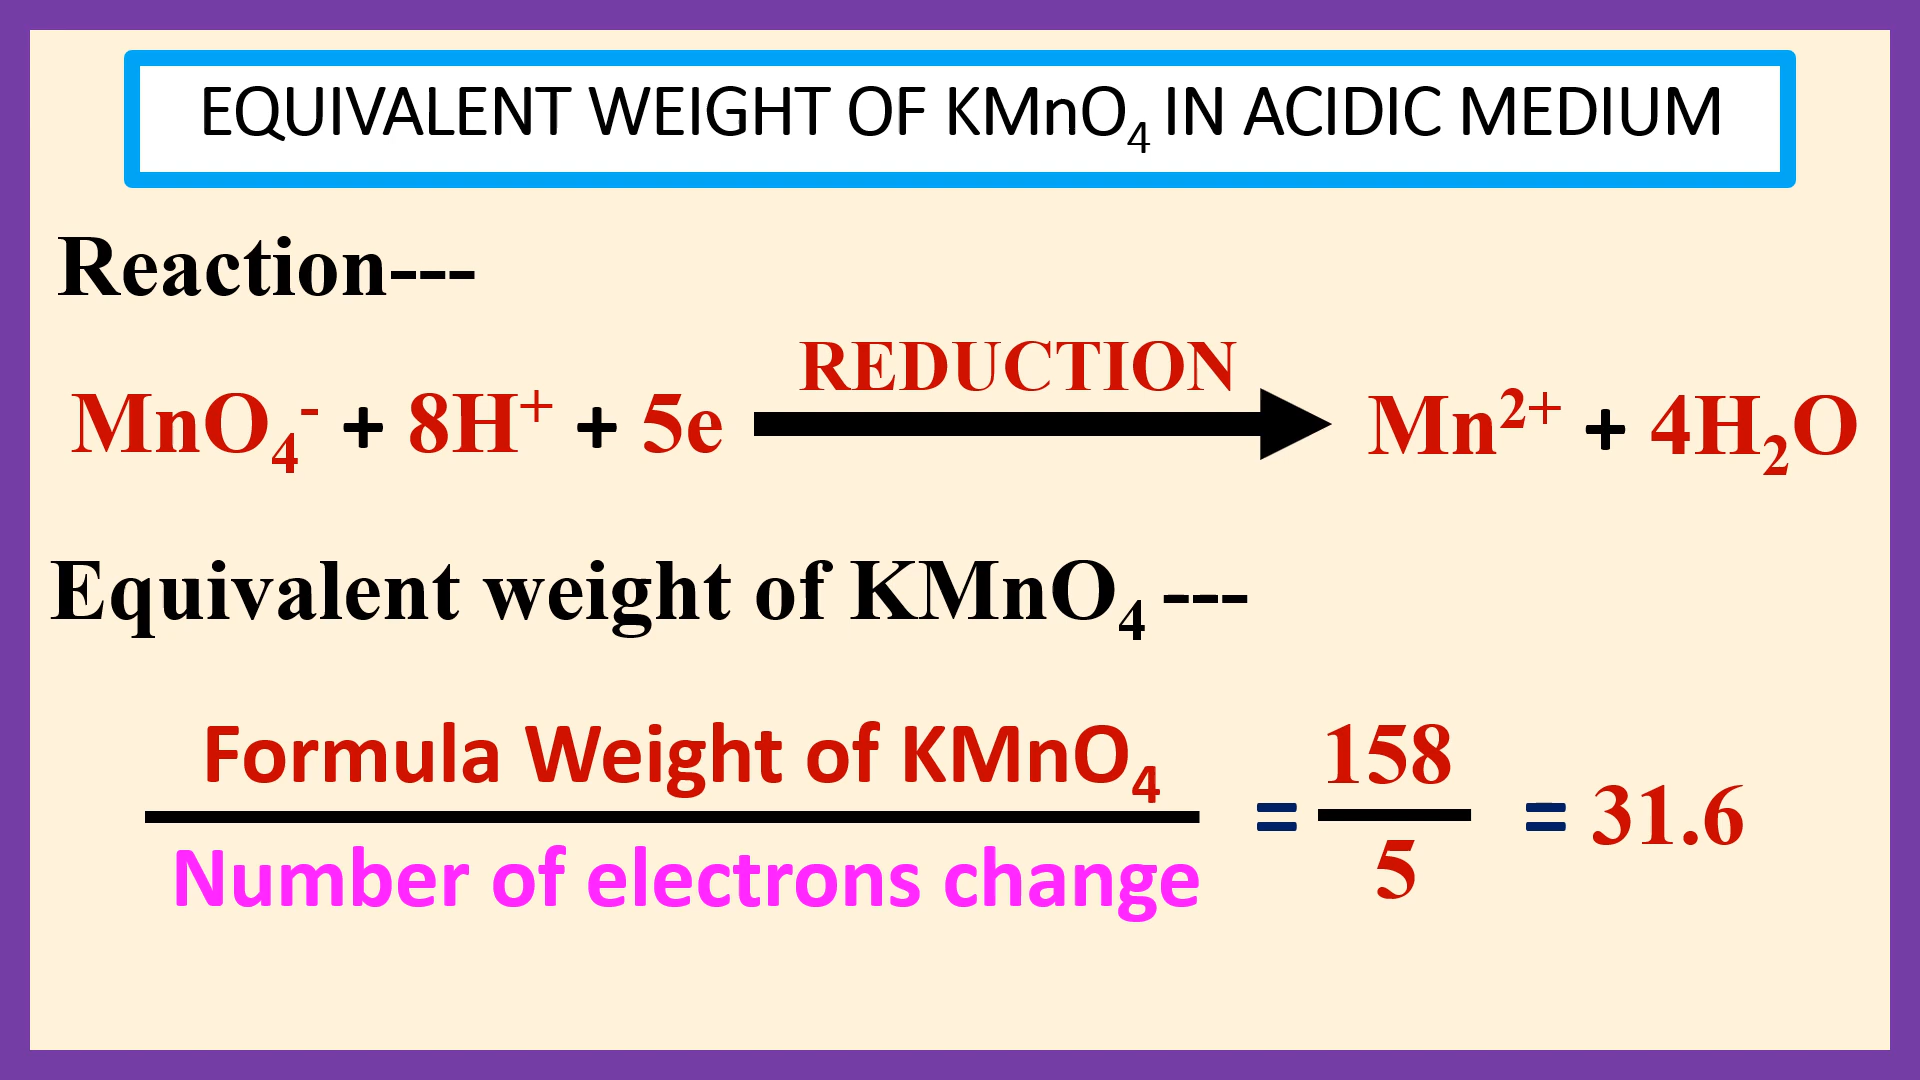 EQUIVALENT WEIGHT OF KMnO₄ IN ACIDIC MEDIUM
Reaction---
REDUCTION
MnO₄⁻ + 8H⁺ + 5e Mn²⁺ + 4H₂O
Equivalent weight of KMnO₄ ---
Formula Weight of KMnO₄
Number of electrons change
=
158
5
= 31.6